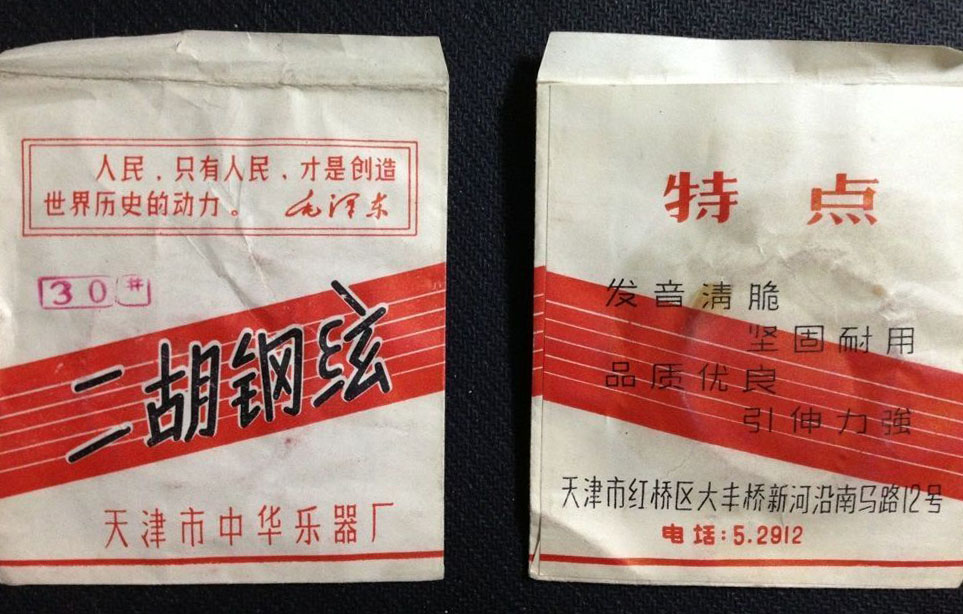 人民，只有人民，才是创造
世界历史的动力。 毛泽东
30#
二胡钢弦
天津市中华乐器厂
特点
发音清脆
坚固耐用
品质优良
引伸力强
天津市红桥区大丰桥新河沿南马路12号
电话:5.2912